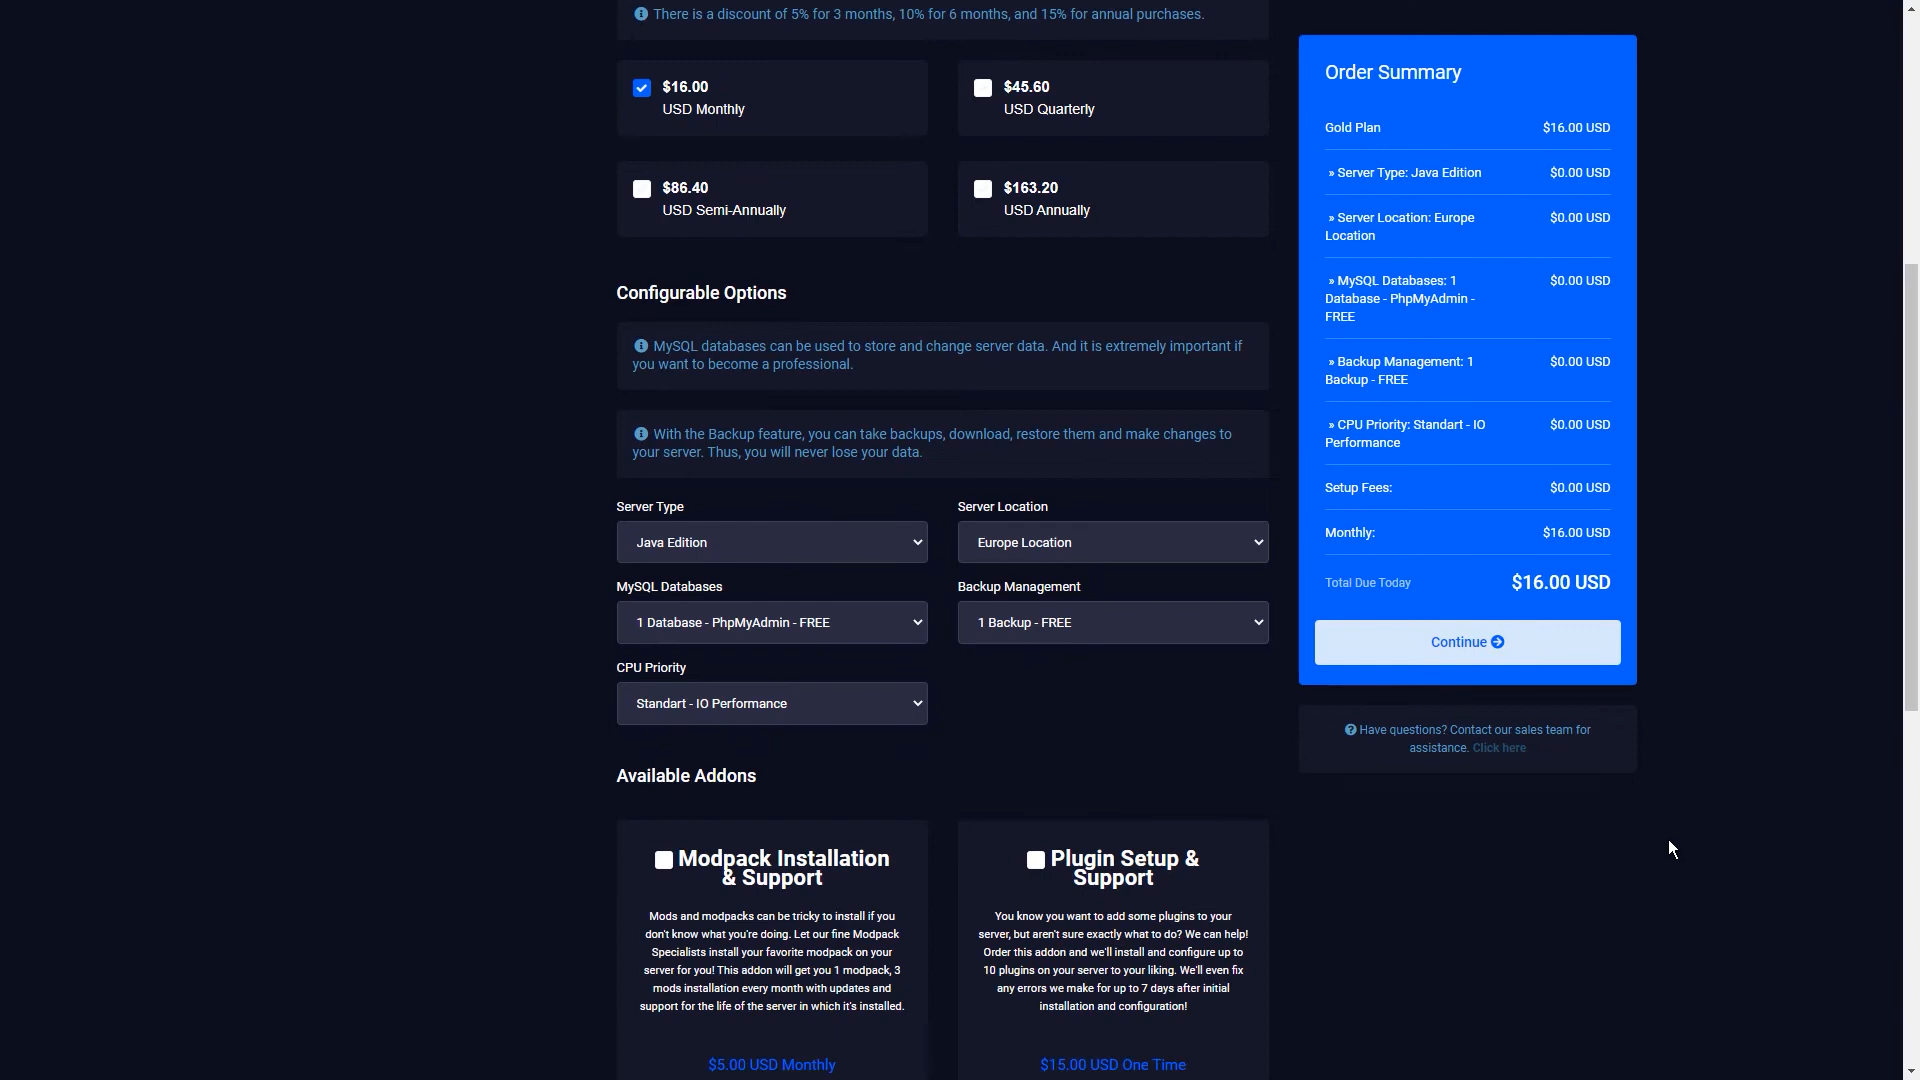 There is a discount of 5% for 3 months, 10% for 6 months, and 15% for annual purchases.
$16.00
USD Monthly
$45.60
USD Quarterly
$86.40
USD Semi-Annually
$163.20
USD Annually
Configurable Options
MySQL databases can be used to store and change server data. And it is extremely important if
you want to become a professional.
With the Backup feature, you can take backups, download, restore them and make changes to
your server. Thus, you will never lose your data.
Server Type
Java Edition
Server Location
Europe Location
MySQL Databases
1 Database - PhpMyAdmin - FREE
Backup Management
1 Backup - FREE
CPU Priority
Standart - IO Performance
Available Addons
Modpack Installation
& Support
Mods and modpacks can be tricky to install if you
don't know what you're doing. Let our fine Modpack
Specialists install your favorite modpack on your
server for you! This addon will get you 1 modpack, 3
mods installation every month with updates and
support for the life of the server in which it's installed.
$5.00 USD Monthly
Plugin Setup &
Support
You know you want to add some plugins to your
server, but aren't sure exactly what to do? We can help!
Order this addon and we'll install and configure up to
10 plugins on your server to your liking. We'll even fix
any errors we make for up to 7 days after initial
installation and configuration!
$15.00 USD One Time
Order Summary
Gold Plan $16.00 USD
» Server Type: Java Edition $0.00 USD
» Server Location: Europe $0.00 USD
Location
» MySQL Databases: 1 $0.00 USD
Database - PhpMyAdmin -
FREE
» Backup Management: 1 $0.00 USD
Backup - FREE
» CPU Priority: Standart - IO $0.00 USD
Performance
Setup Fees: $0.00 USD
Monthly: $16.00 USD
Total Due Today $16.00 USD
Continue
Have questions? Contact our sales team for
assistance. Click here